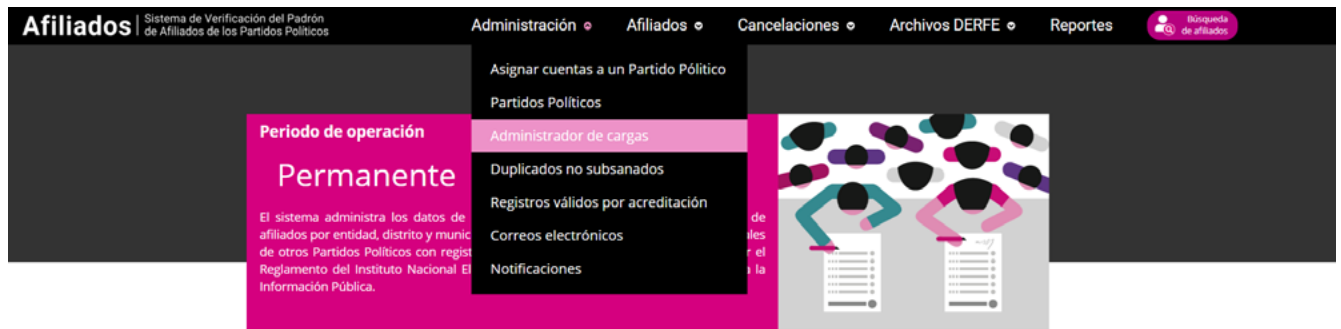 Afiliados Sistema de Verificación del Padrón
de Afiliados de los Partidos Políticos
Administración Afiliados Cancelaciones Archivos DERFE Reportes Búsqueda
de afiliados
Asignar cuentas a un Partido Pólitico
Partidos Políticos
Administrador de cargas
Duplicados no subsanados
Registros válidos por acreditación
Correos electrónicos
Notificaciones
Periodo de operación
Permanente
El sistema administra los datos de de
afiliados por entidad, distrito y
de otros Partidos Políticos con r el
Reglamento del Instituto Nacional a la
Información Pública.